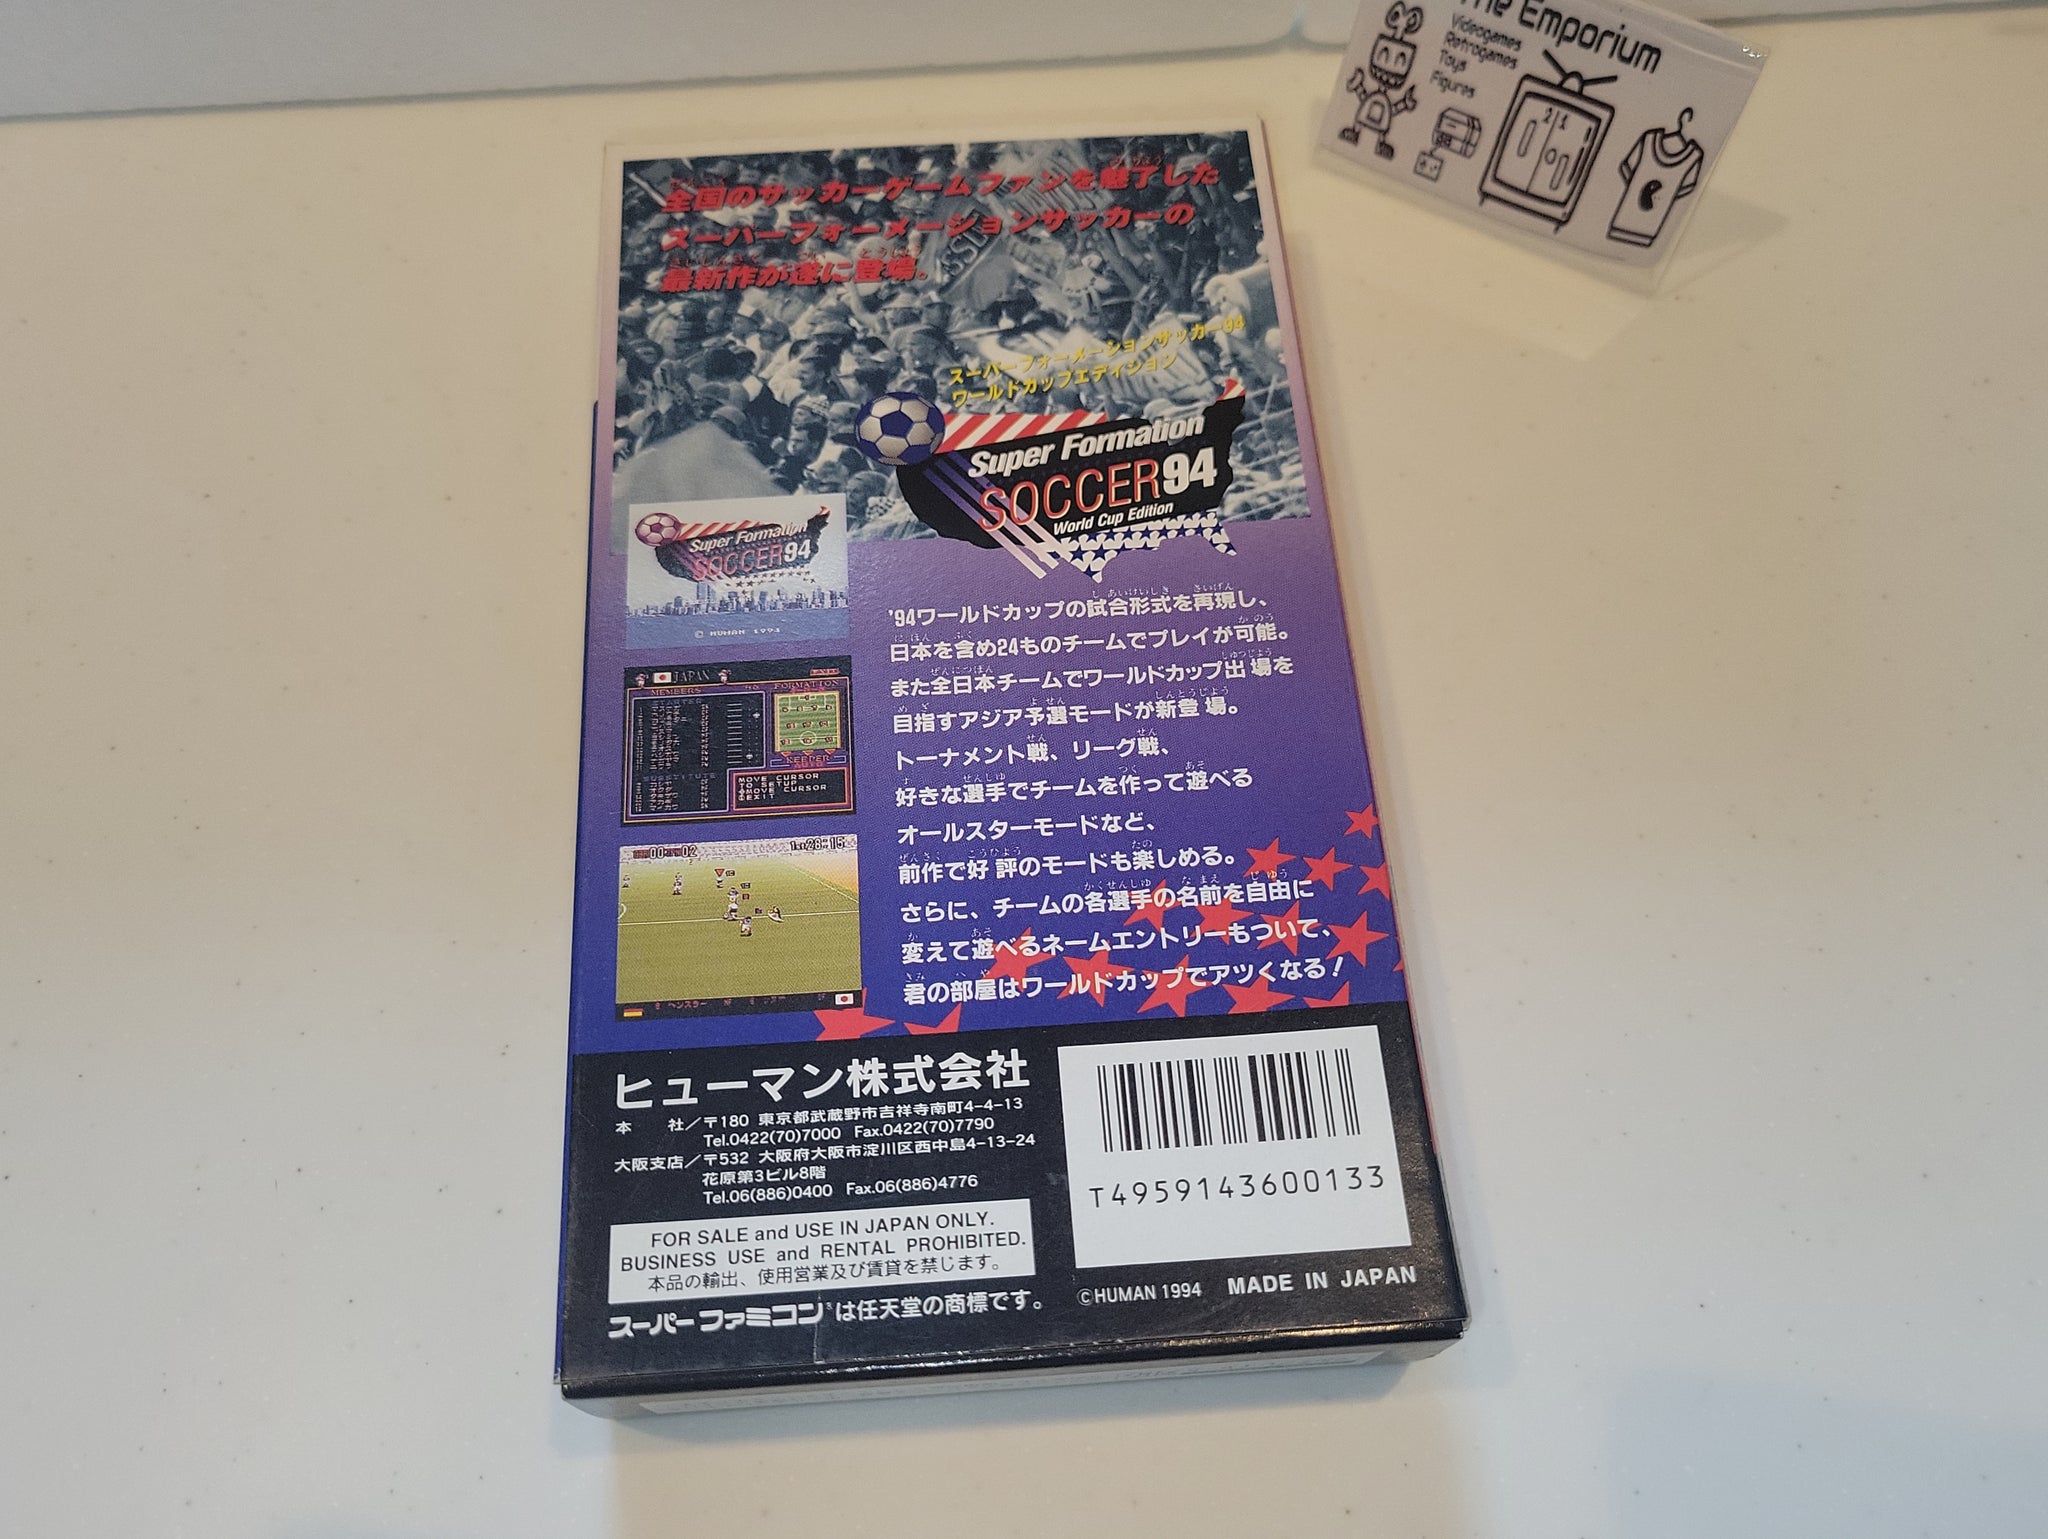 The Emporium
Videogames
Retrogames
Toys
Figures
全国のサッカーゲームファンを魅了した
スーパーフォーメーションサッカーの
最新作が遂に登場。
スーパーフォーメーションサッカー94
ワールドカップエディション
Super Formation
SOCCER94
World Cup Edition
Super Formation
SOCCER94
© HUMAN 1994
JAPAN
MEMBERS
FORMATION
SUBSTITUTE
KEEPER
AUTO
MOVE CURSOR
TO SETUP
MOVE CURSOR
EXIT
'94ワールドカップの試合形式を再現し、
日本を含め24ものチームでプレイが可能。
また全日本チームでワールドカップ出場を
目指すアジア予選モードが新登場。
トーナメント戦、リーグ戦、
好きな選手でチームを作って遊べる
オールスターモードなど、
前作で好評のモードも楽しめる。
さらに、チームの各選手の名前を自由に
変えて遊べるネームエントリーもついて、
君の部屋はワールドカップでアツくなる!
ヒューマン株式会社
本 社/〒180 東京都武蔵野市吉祥寺南町4-4-13
Tel.0422(70)7000 Fax.0422(70)7790
大阪支店/〒532 大阪府大阪市淀川区西中島4-13-24
花原第3ビル8階
Tel.06(886)0400 Fax.06(886)4776
FOR SALE and USE IN JAPAN ONLY.
BUSINESS USE and RENTAL PROHIBITED.
本品の輸出、使用営業及び賃貸を禁じます。
スーパーファミコンは任天堂の商標です。
T4959143600133
©HUMAN 1994 MADE IN JAPAN